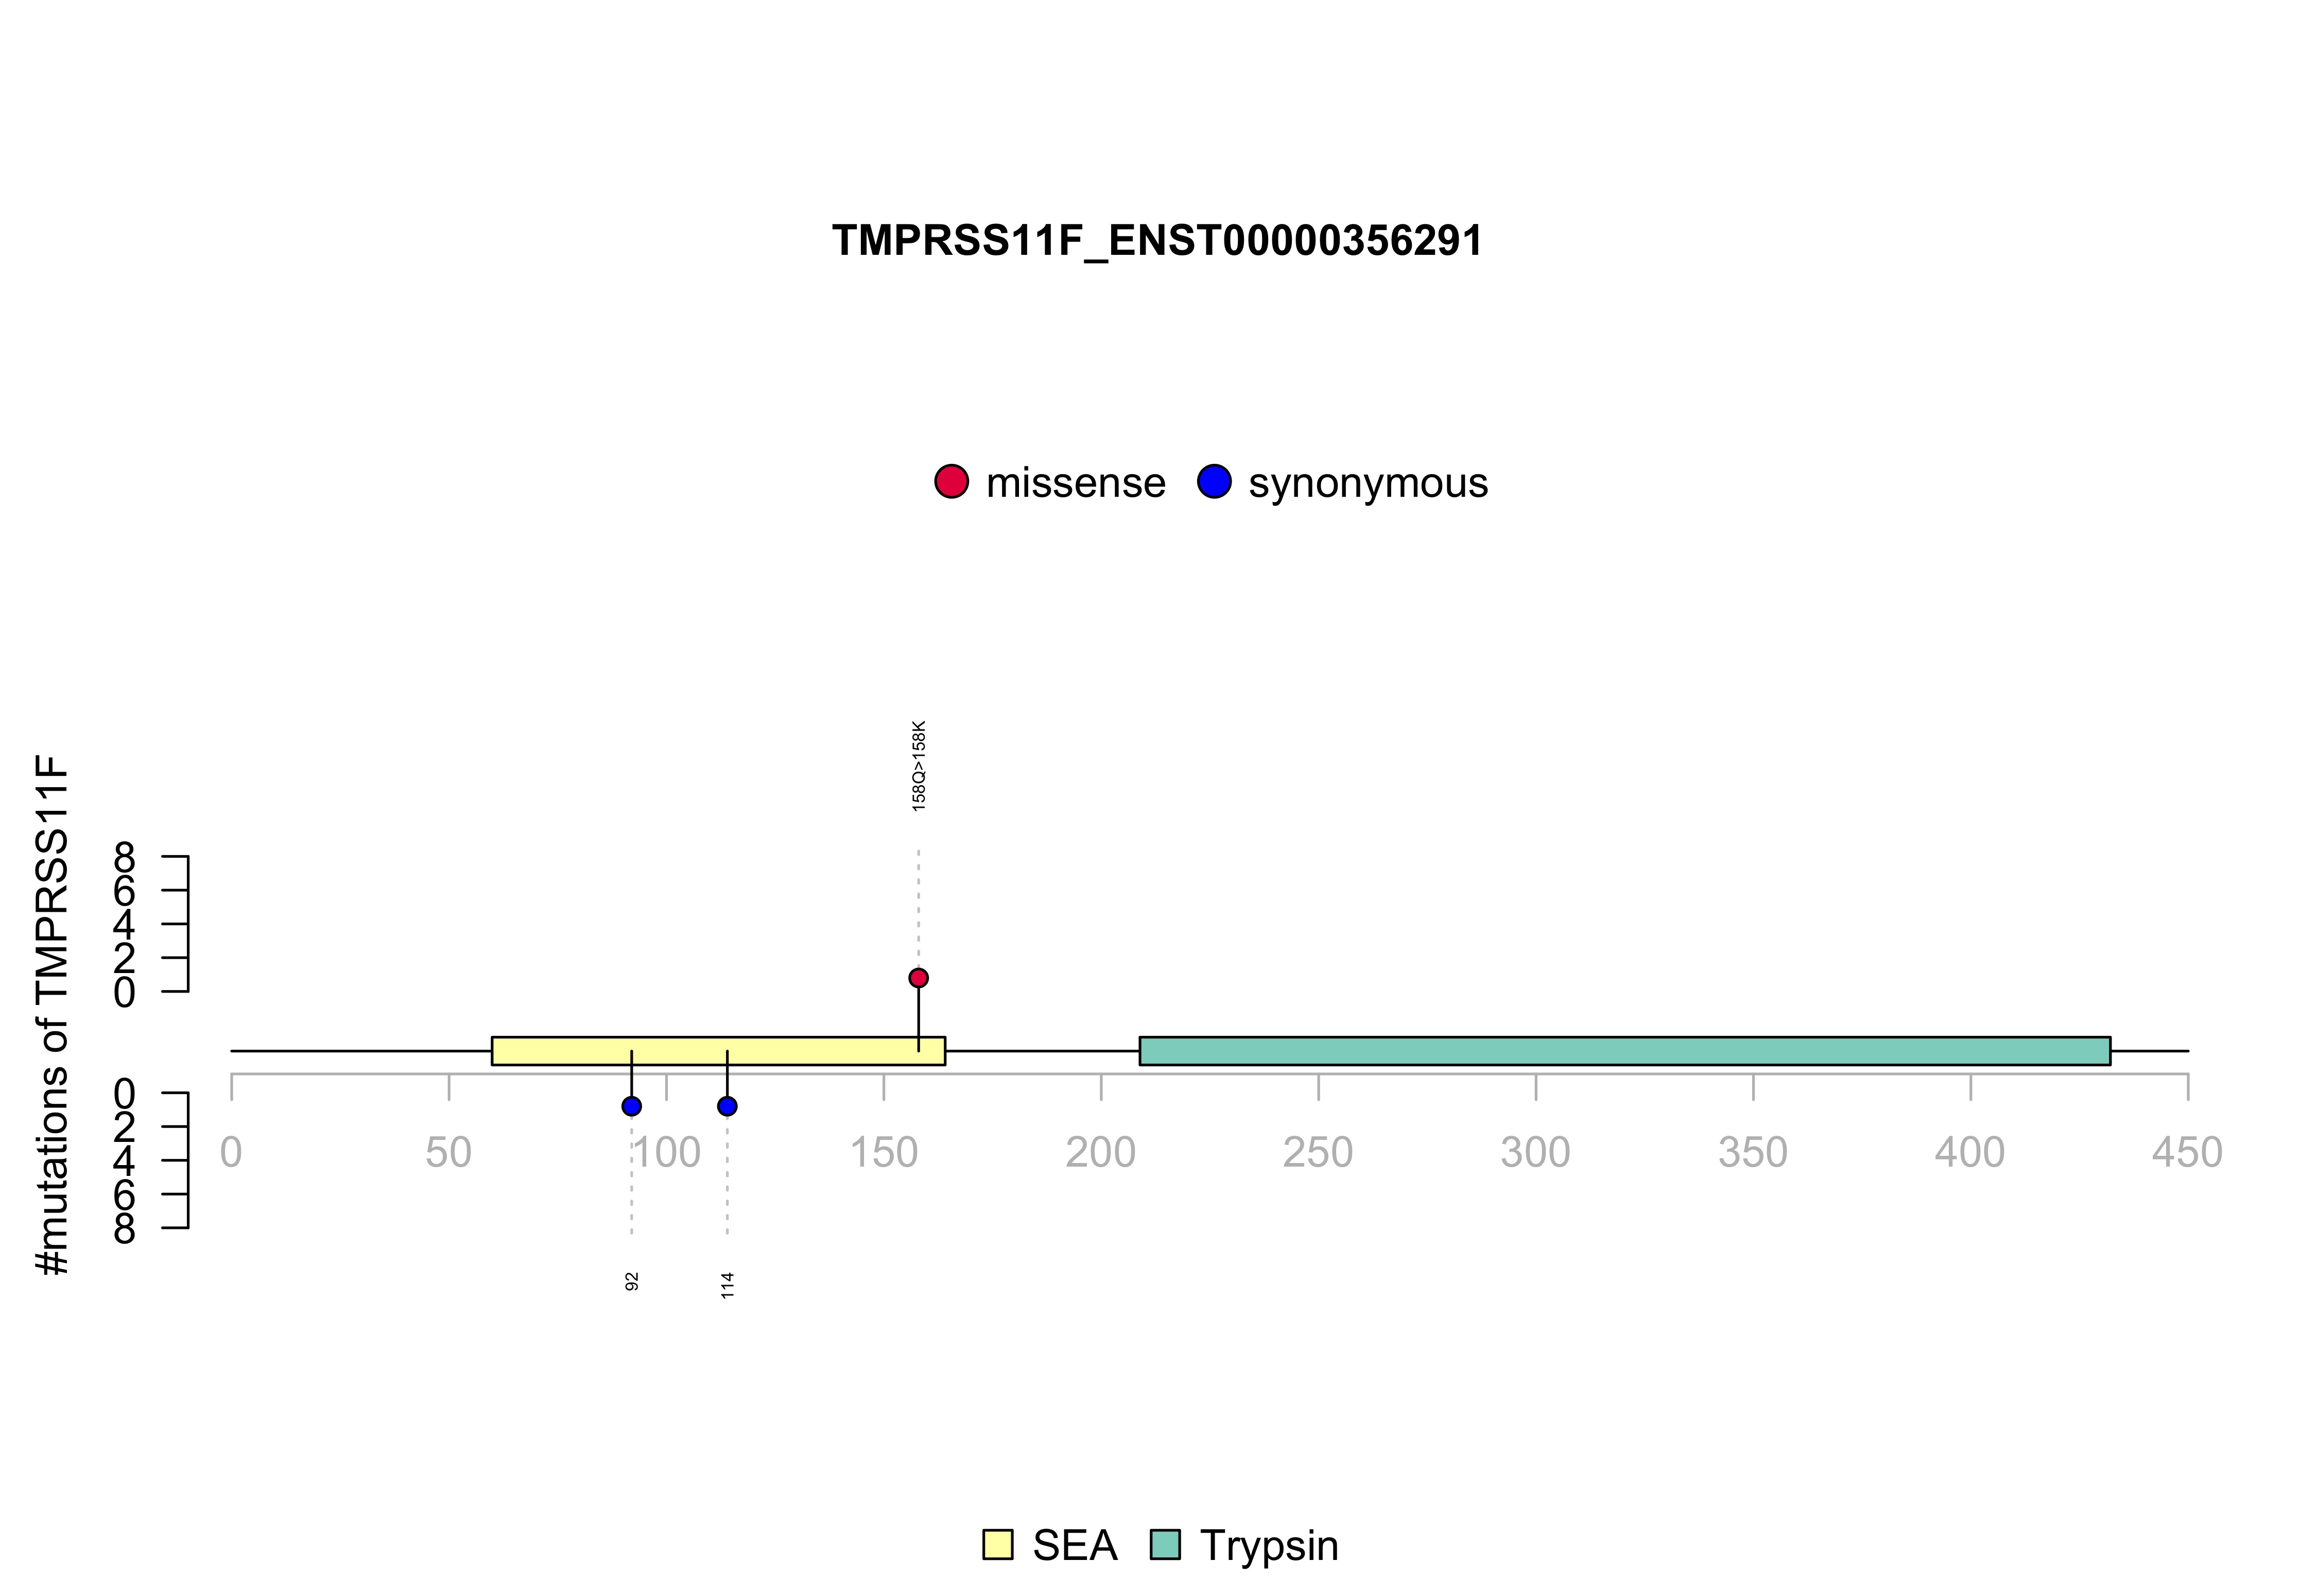 TMPRSS11F_ENST00000356291
missense synonymous
158Q>158K
#mutations of TMPRSS11F
8
6
4
2
0
0
2
4
6
8
0 50 100 150 200 250 300 350 400 450
92 114
SEA Trypsin